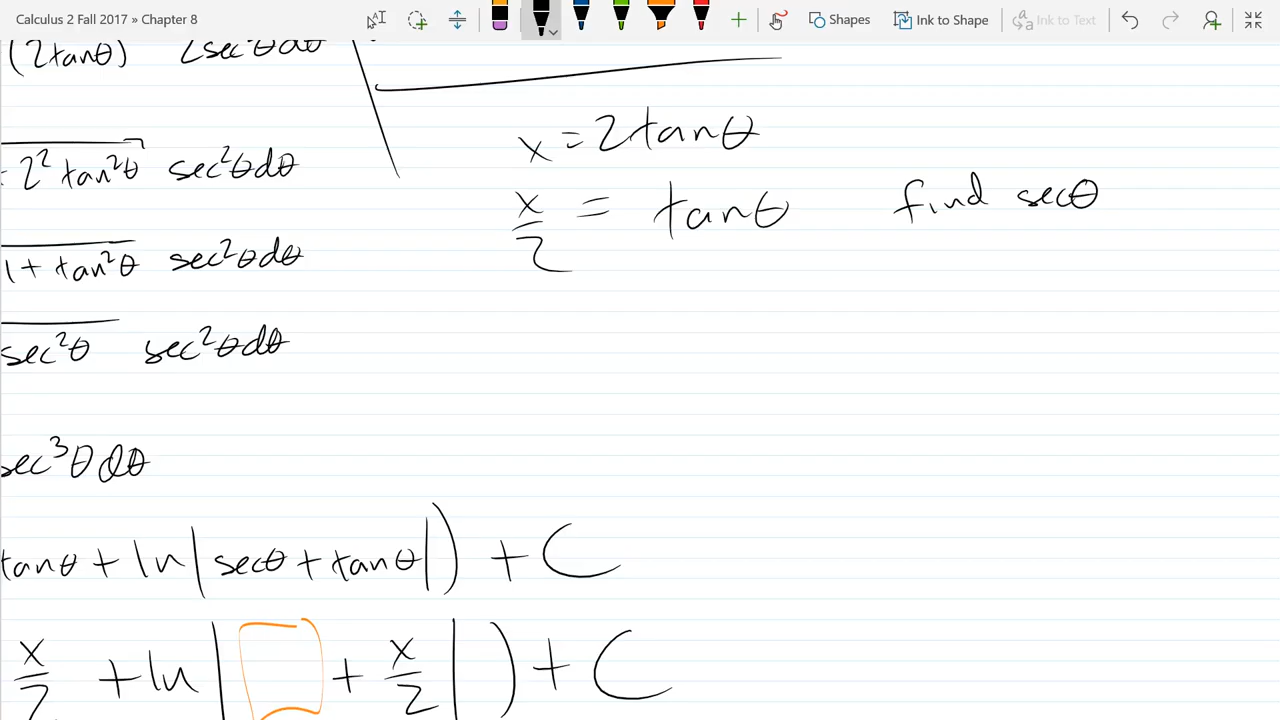 Calculus 2 Fall 2017 » Chapter 8
Shapes
Ink to Shape
Ink to Text
(2tanθ) 2sec²θdθ
x = 2tanθ
2² tan²θ sec²θdθ
x/2 = tanθ find secθ
1 + tan²θ sec²θdθ
sec²θ sec²θdθ
sec³θdθ
tanθ + ln|secθ + tanθ|) + C
x/2 + ln| + x/2|) + C